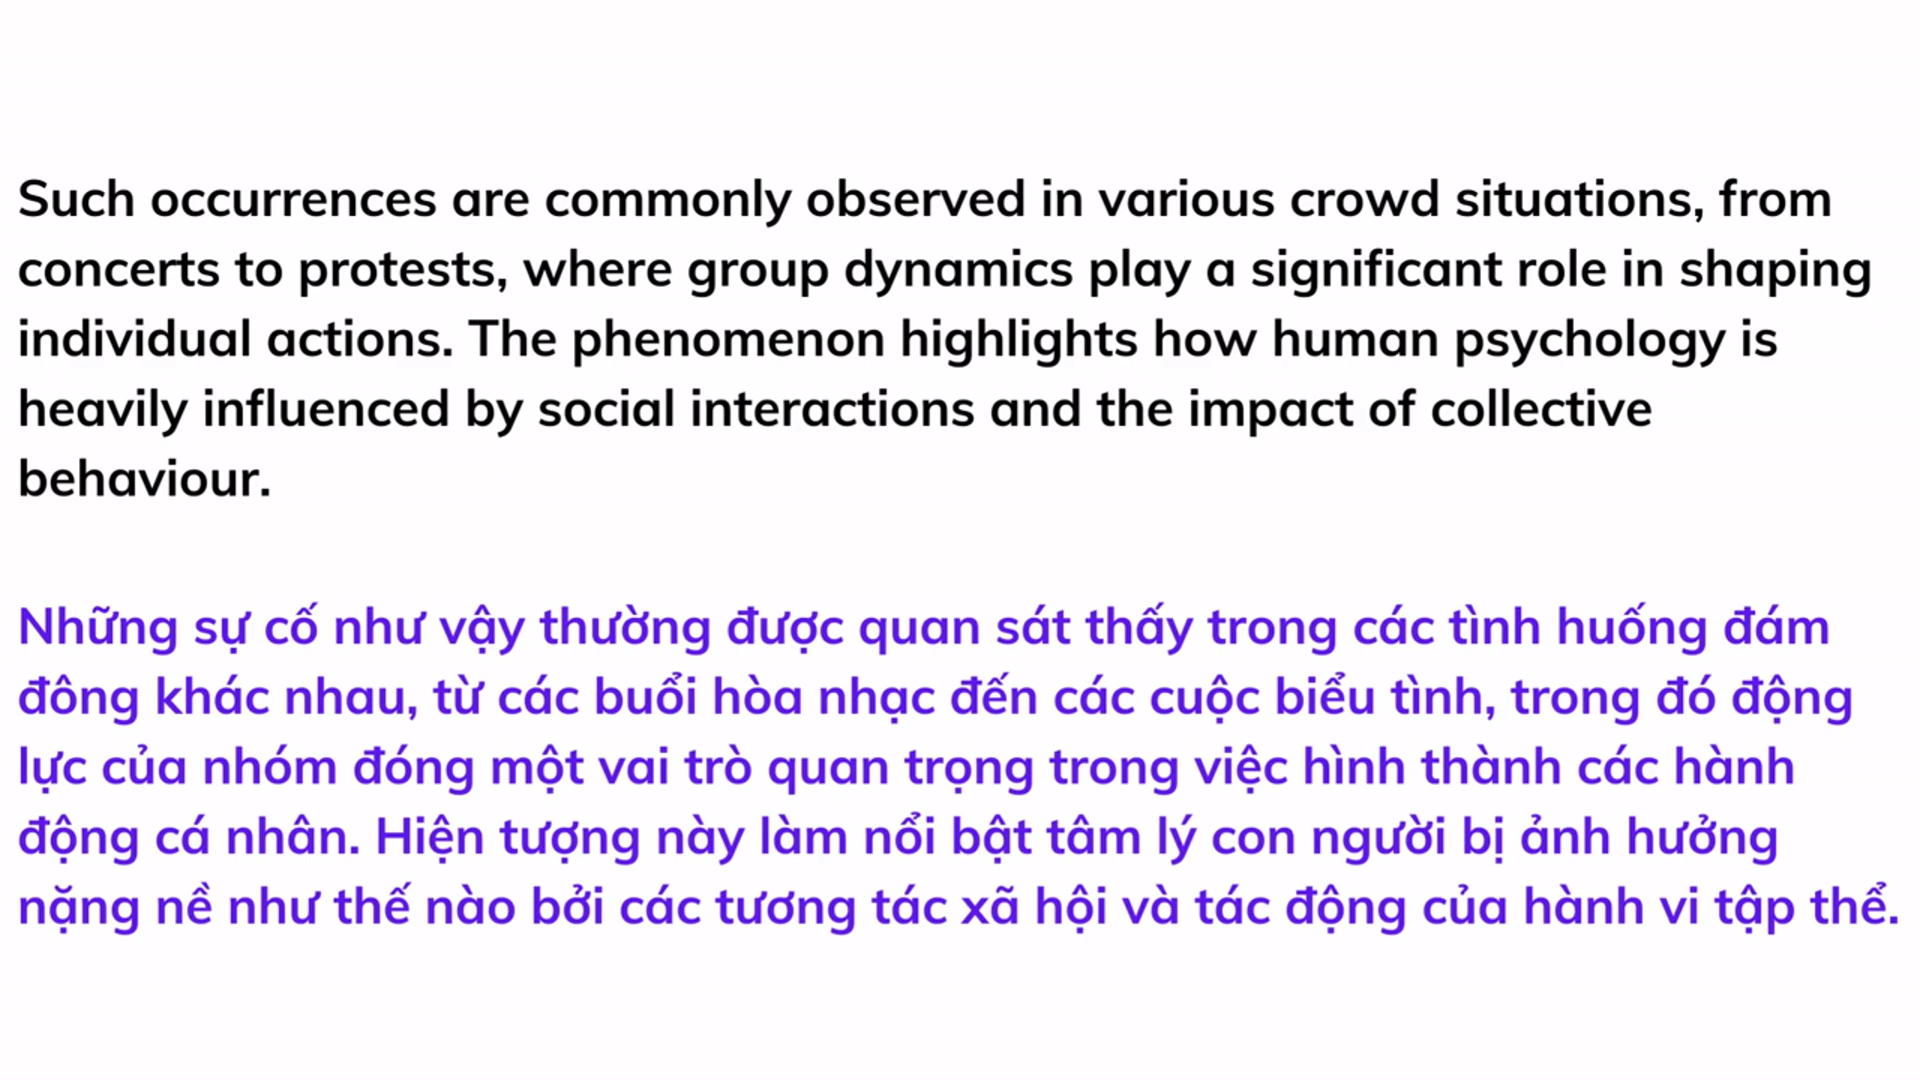 Such occurrences are commonly observed in various crowd situations, from
concerts to protests, where group dynamics play a significant role in shaping
individual actions. The phenomenon highlights how human psychology is
heavily influenced by social interactions and the impact of collective
behaviour.
Những sự cố như vậy thường được quan sát thấy trong các tình huống đám
đông khác nhau, từ các buổi hòa nhạc đến các cuộc biểu tình, trong đó động
lực của nhóm đóng một vai trò quan trọng trong việc hình thành các hành
động cá nhân. Hiện tượng này làm nổi bật tâm lý con người bị ảnh hưởng
nặng nề như thế nào bởi các tương tác xã hội và tác động của hành vi tập thể.